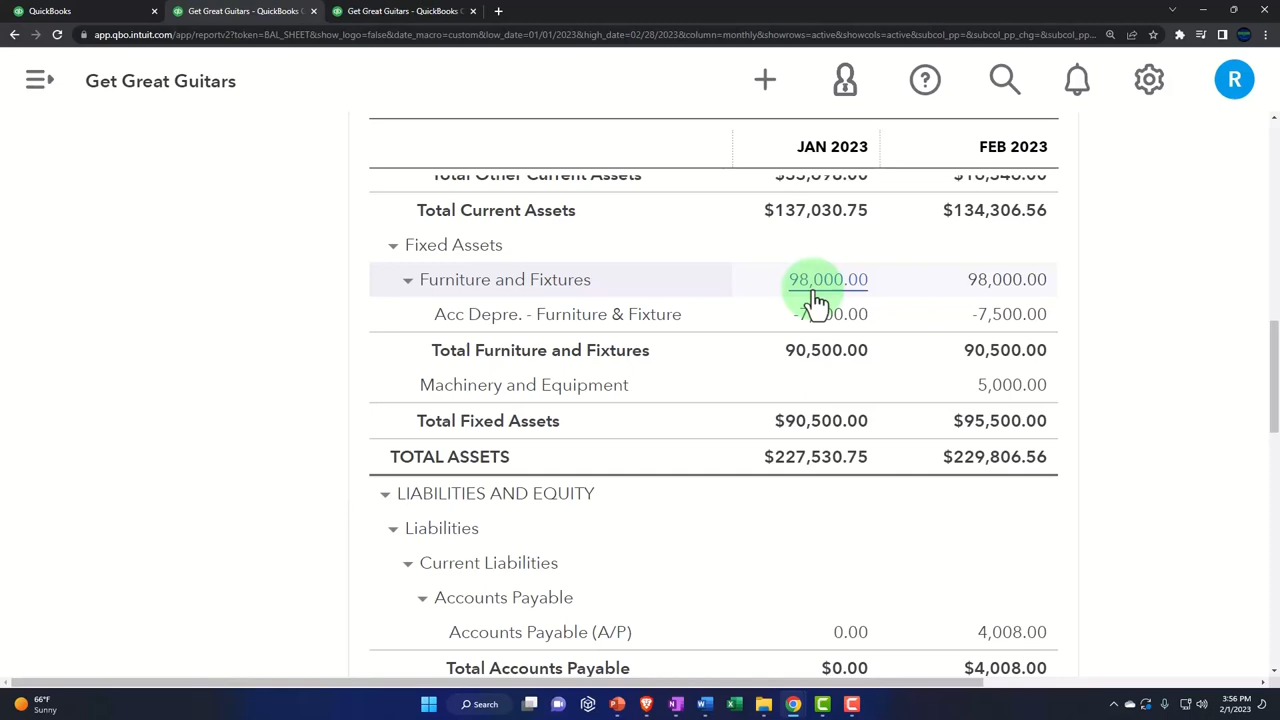 QuickBooks
Get Great Guitars - QuickBooks
QuickBooks
app.qbo.intuit.com/app/reportv2?token=BAL_SHEET&show_logo=false&date_macro=custom&low_date=01/01/2023&high_date=02/28/2023&column=monthly&showrows=active&showcols=active&subcol_pp=&subcol_pp_chg=&subcol_pp_...
Get Great Guitars
R
JAN 2023 FEB 2023
Total Other Current Assets
Total Current Assets $137,030.75 $134,306.56
Fixed Assets
Furniture and Fixtures 98,000.00 98,000.00
Acc Depre. - Furniture & Fixture -7,500.00
Total Furniture and Fixtures 90,500.00 90,500.00
Machinery and Equipment 5,000.00
Total Fixed Assets $90,500.00 $95,500.00
TOTAL ASSETS $227,530.75 $229,806.56
LIABILITIES AND EQUITY
Liabilities
Current Liabilities
Accounts Payable
Accounts Payable (A/P) 0.00 4,008.00
Total Accounts Payable $0.00 $4,008.00
66°F
Sunny
Search
3:56 PM
2/1/2023